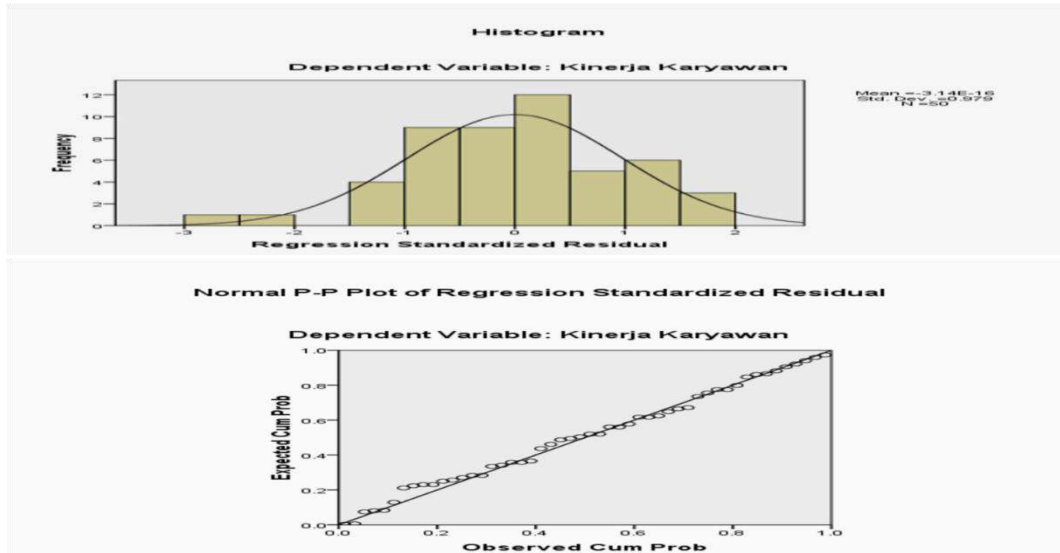 Histogram
Dependent Variable: Kinerja Karyawan
Mean =-3.14E-16
Std. Dev. =0.979
N =50
Frequency
12
10
8
6
4
2
0
-3 -2 -1 0 1 2
Regression Standardized Residual
Normal P-P Plot of Regression Standardized Residual
Dependent Variable: Kinerja Karyawan
Expected Cum Prob
1.0
0.8
0.6
0.4
0.2
0.0
0.0 0.2 0.4 0.6 0.8 1.0
Observed Cum Prob